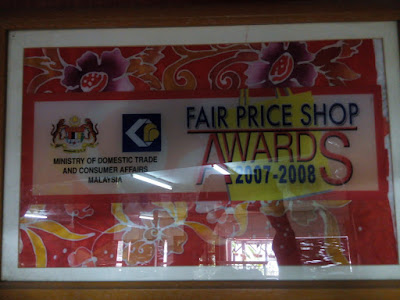 MINISTRY OF DOMESTIC TRADE
AND CONSUMER AFFAIRS
MALAYSIA
FAIR PRICE SHOP
AWARDS
2007-2008